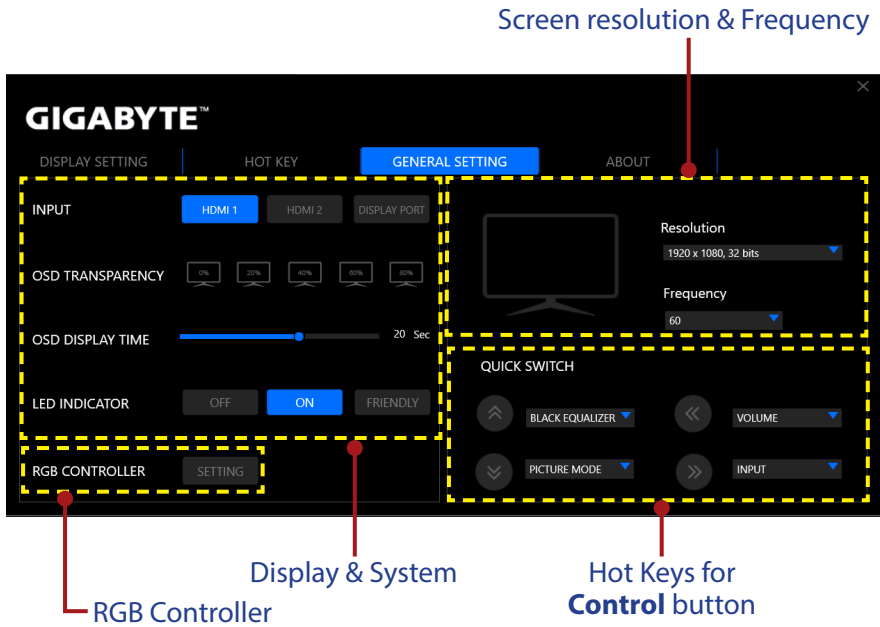 Screen resolution & Frequency
GIGABYTE™
DISPLAY SETTING
HOT KEY
GENERAL SETTING
ABOUT
INPUT
HDMI 1
HDMI 2
DISPLAY PORT
OSD TRANSPARENCY
0%
20%
40%
60%
80%
OSD DISPLAY TIME
20 Sec
LED INDICATOR
OFF
ON
FRIENDLY
RGB CONTROLLER
SETTING
Resolution
1920 x 1080, 32 bits
Frequency
60
QUICK SWITCH
BLACK EQUALIZER
VOLUME
PICTURE MODE
INPUT
Display & System
RGB Controller
Hot Keys for
Control button